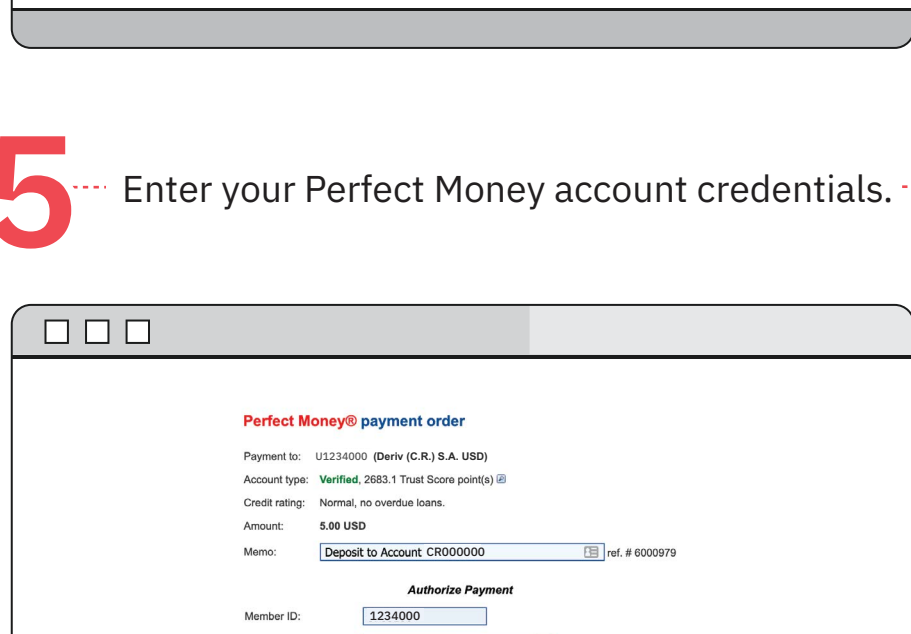 5 Enter your Perfect Money account credentials.
Perfect Money® payment order
Payment to: U1234000 (Deriv (C.R.) S.A. USD)
Account type: Verified, 2683.1 Trust Score point(s)
Credit rating: Normal, no overdue loans.
Amount: 5.00 USD
Memo: Deposit to Account CR000000 ref. # 6000979
Authorize Payment
Member ID: 1234000